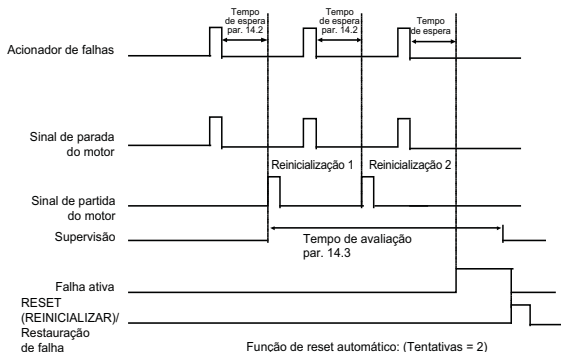 Tempo
de espera
par. 14.2
Tempo
de espera
par. 14.2
Tempo
de espera
Acionador de falhas
Sinal de parada
do motor
Reinicialização 1
Reinicialização 2
Sinal de partida
do motor
Supervisão
Tempo de avaliação
par. 14.3
Falha ativa
RESET
(REINICIALIZAR)/
Restauração
de falha
Função de reset automático: (Tentativas = 2)